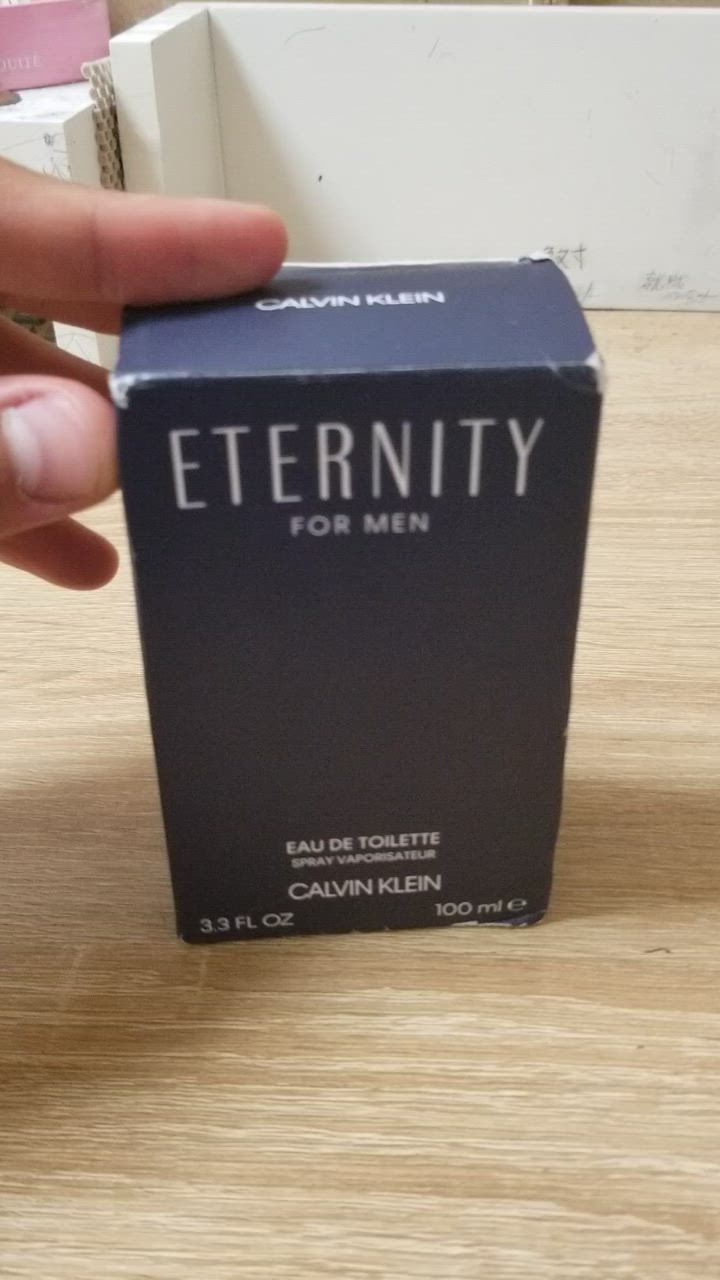 CALVIN KLEIN
ETERNITY
FOR MEN
EAU DE TOILETTE
SPRAY VAPORISATEUR
CALVIN KLEIN
3.3 FL OZ
100 ml e